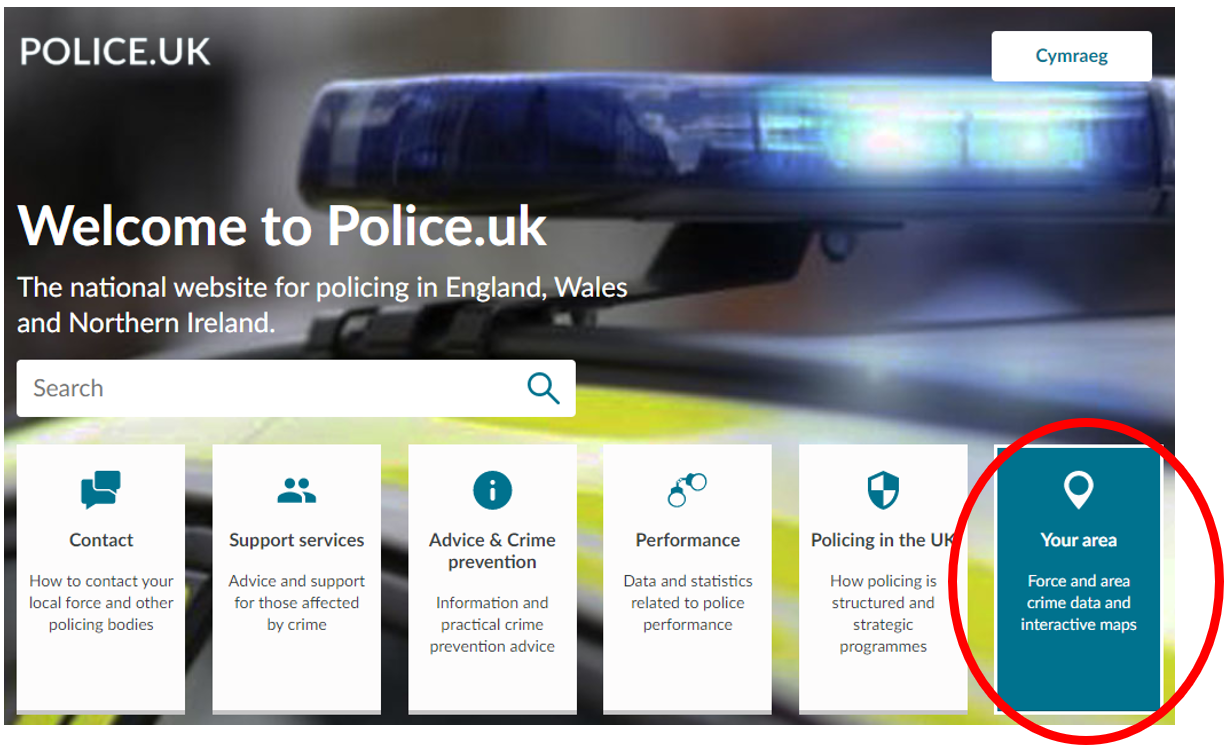 POLICE.UK
Cymraeg
Welcome to Police.uk
The national website for policing in England, Wales
and Northern Ireland.
Search
Contact
How to contact your
local force and other
policing bodies
Support services
Advice and support
for those affected
by crime
Advice & Crime
prevention
Information and
practical crime
prevention advice
Performance
Data and statistics
related to police
performance
Policing in the UK
How policing is
structured and
strategic
programmes
Your area
Force and area
crime data and
interactive maps